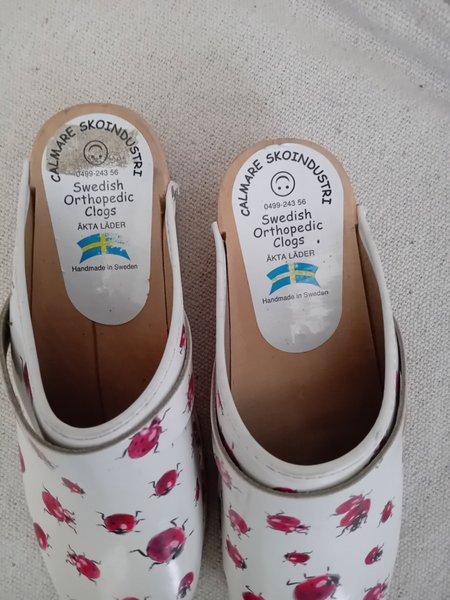 CALMARE SKOINDUSTRI
0499-243 56
Swedish
Orthopedic
Clogs
ÄKTA LÄDER
Handmade in Sweden
CALMARE SKOINDUSTRI
0499-243 56
Swedish
Orthopedic
Clogs
ÄKTA LÄDER
Handmade in Sweden